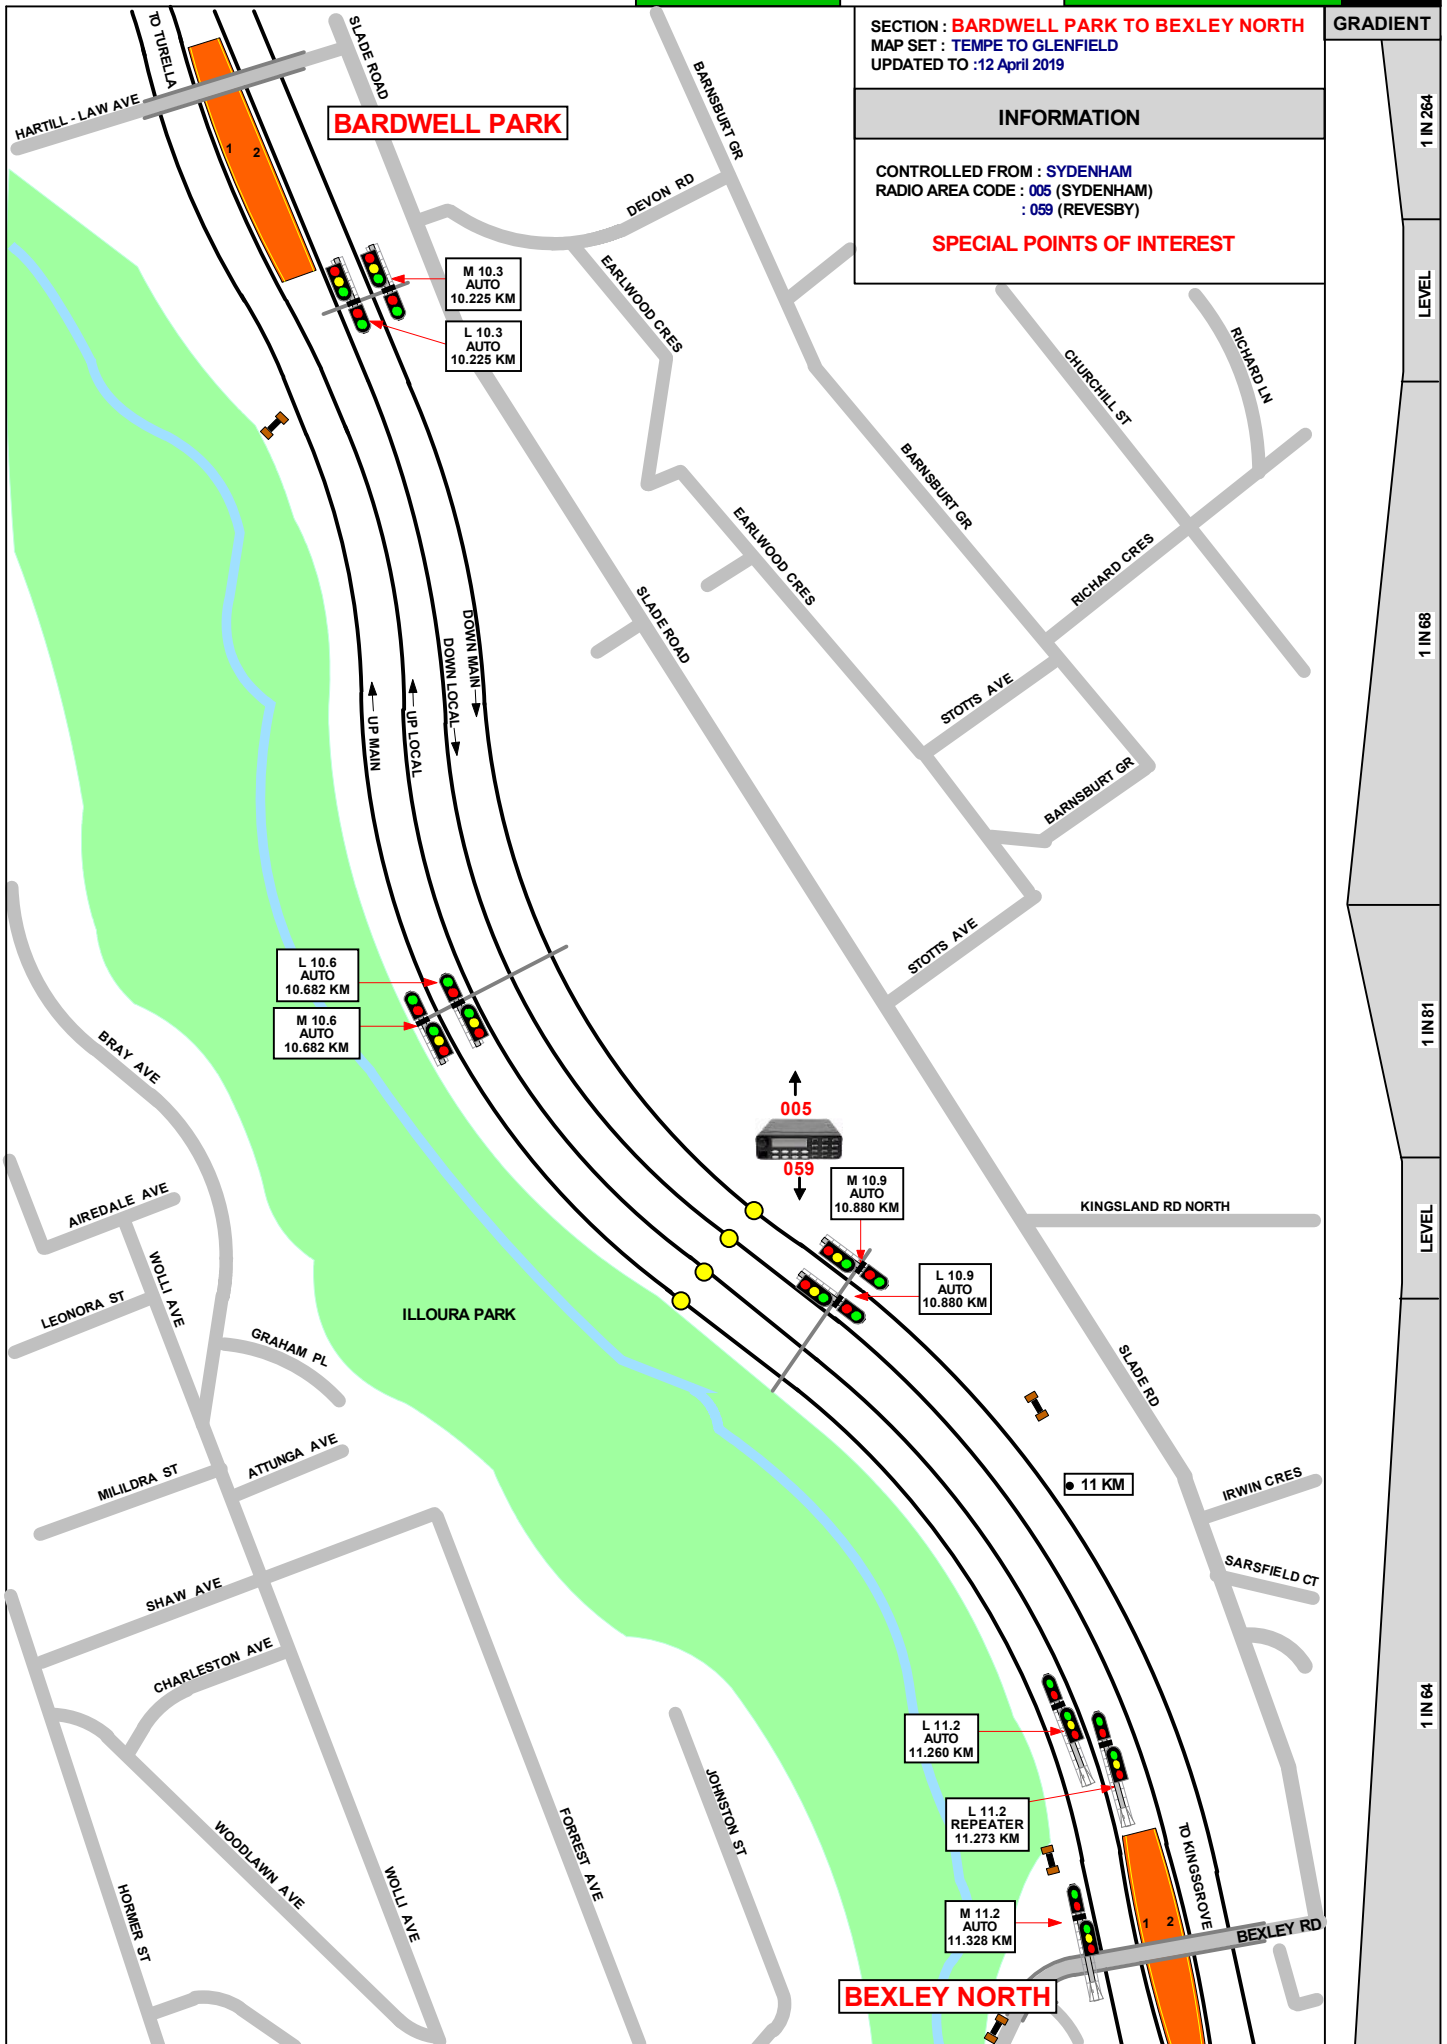 SECTION : BARDWELL PARK TO BEXLEY NORTH
MAP SET : TEMPE TO GLENFIELD
UPDATED TO :12 April 2019
GRADIENT
INFORMATION
CONTROLLED FROM : SYDENHAM
RADIO AREA CODE : 005 (SYDENHAM)
: 059 (REVESBY)
SPECIAL POINTS OF INTEREST
1 IN 264
LEVEL
1 IN 68
1 IN 81
LEVEL
1 IN 64
TO TURELLA
SLADE ROAD
HARTILL - LAW AVE
BARDWELL PARK
1 2
BARNSBURT GR
DEVON RD
M 10.3
AUTO
10.225 KM
L 10.3
AUTO
10.225 KM
EARLWOOD CRES
CHURCHILL ST
RICHARD LN
BARNSBURT GR
EARLWOOD CRES
RICHARD CRES
SLADE ROAD
DOWN MAIN
DOWN LOCAL
UP LOCAL
UP MAIN
STOTTS AVE
BARNSBURT GR
STOTTS AVE
L 10.6
AUTO
10.682 KM
M 10.6
AUTO
10.682 KM
BRAY AVE
005
059
M 10.9
AUTO
10.880 KM
KINGSLAND RD NORTH
AIREDALE AVE
WOLLI AVE
LEONORA ST
L 10.9
AUTO
10.880 KM
ILLOURA PARK
GRAHAM PL
SLADE RD
ATTUNGA AVE
MILILDRA ST
11 KM
IRWIN CRES
SARSFIELD CT
SHAW AVE
CHARLESTON AVE
L 11.2
AUTO
11.260 KM
JOHNSTON ST
L 11.2
REPEATER
11.273 KM
TO KINGSGROVE
WOODLAWN AVE
FORREST AVE
WOLLI AVE
HORMER ST
M 11.2
AUTO
11.328 KM
1 2
BEXLEY RD
BEXLEY NORTH